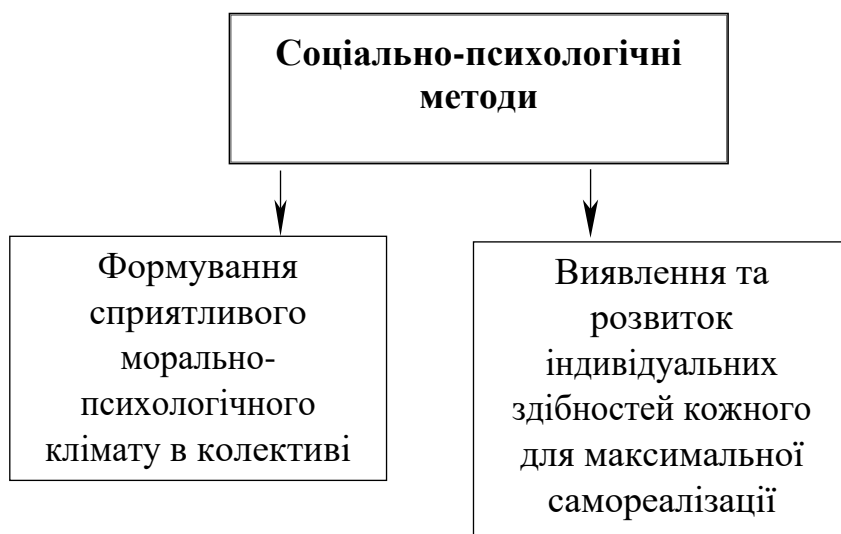 Соціально-психологічні
методи
Формування
сприятливого
морально-
психологічного
клімату в колективі
Виявлення та
розвиток
індивідуальних
здібностей кожного
для максимальної
самореалізації